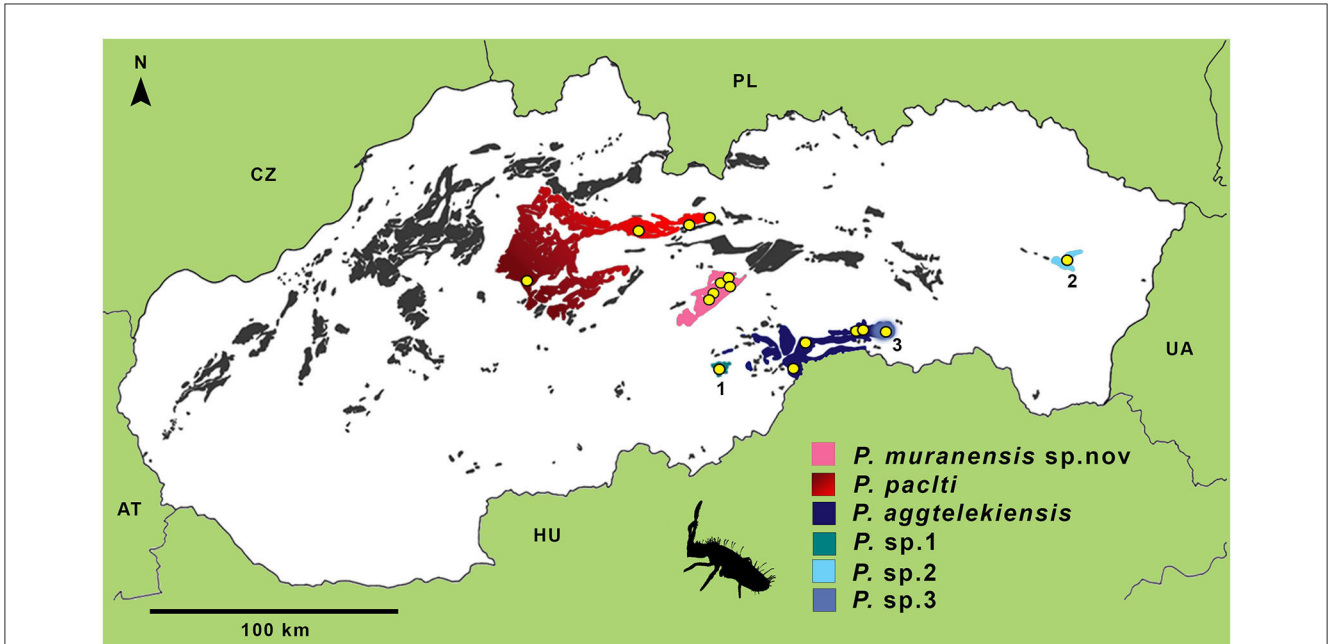 N
PL
CZ
2
UA
3
1
P. muranensis sp.nov
P. paclti
P. aggtelekiensis
P. sp.1
P. sp.2
P. sp.3
AT
HU
100 km